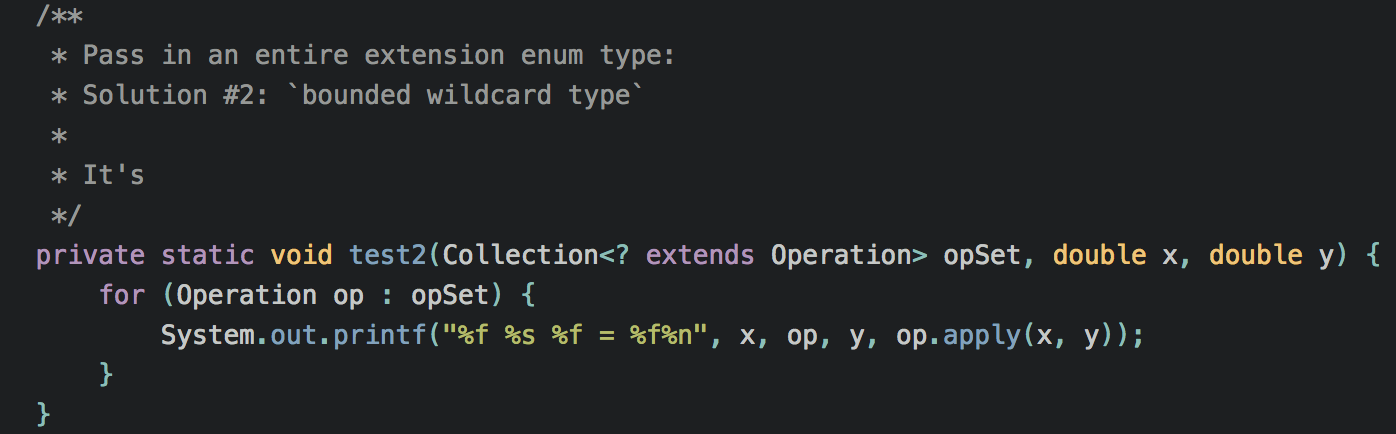 /**
 * Pass in an entire extension enum type:
 * Solution #2: `bounded wildcard type`
 *
 * It's
 */
private static void test2(Collection<? extends Operation> opSet, double x, double y) {
    for (Operation op : opSet) {
        System.out.printf("%f %s %f = %f%n", x, op, y, op.apply(x, y));
    }
}